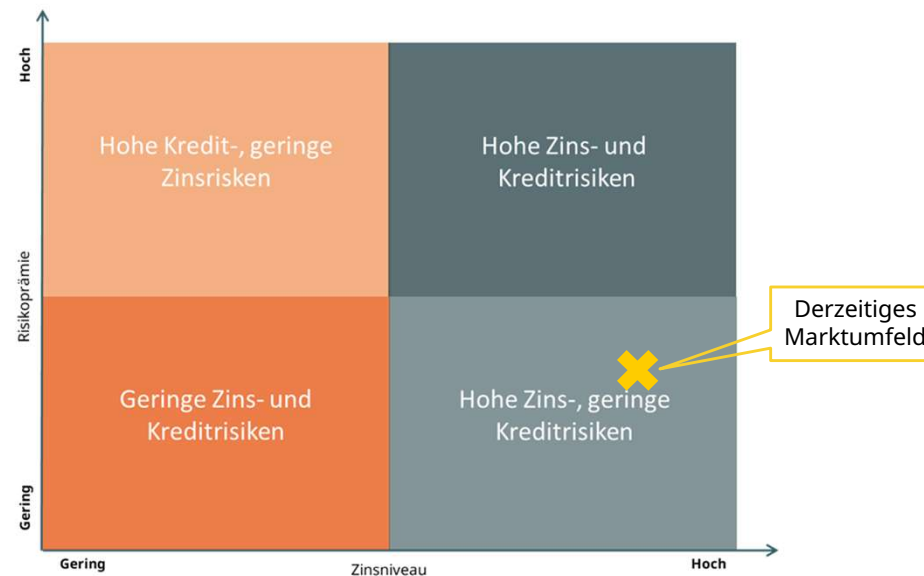 Hoch
Hohe Kredit-, geringe
Zinsrisken
Hohe Zins- und
Kreditrisiken
Risikoprämie
Derzeitiges
Marktumfeld
Geringe Zins- und
Kreditrisiken
Hohe Zins-, geringe
Kreditrisiken
Gering
Gering
Zinsniveau
Hoch